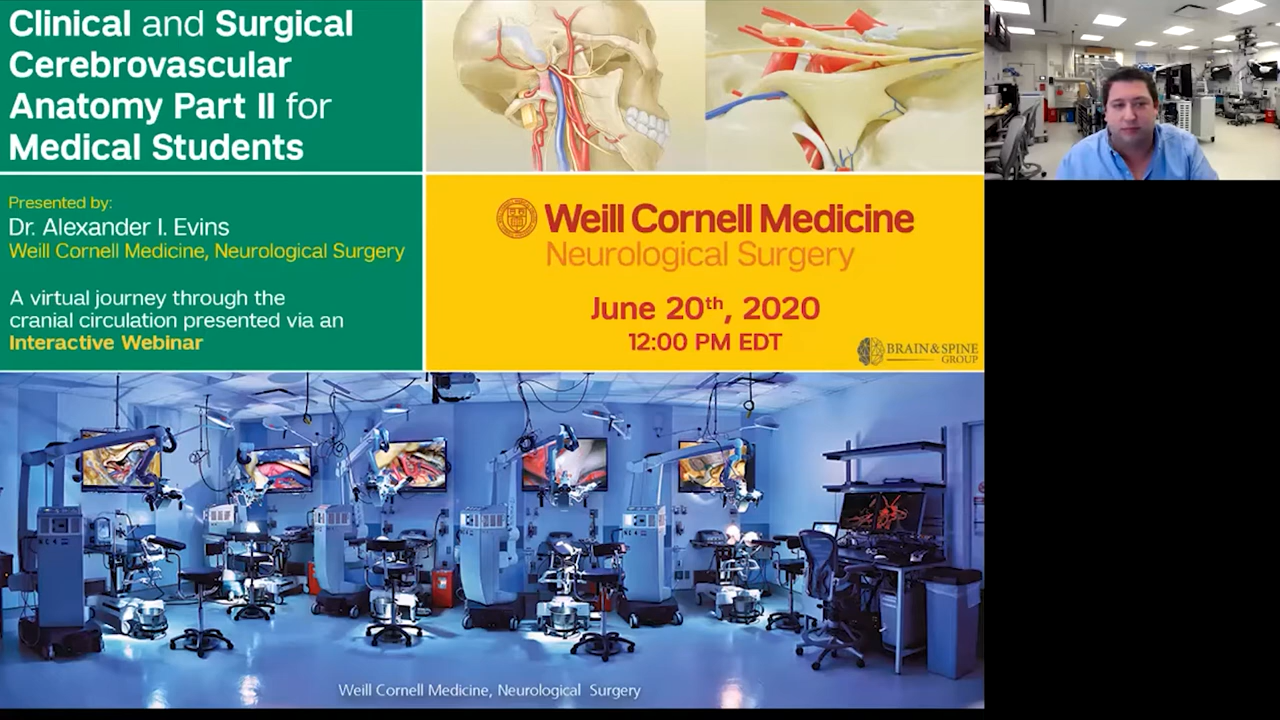 Clinical and Surgical
Cerebrovascular
Anatomy Part II for
Medical Students
Presented by:
Dr. Alexander I. Evins
Weill Cornell Medicine, Neurological Surgery
A virtual journey through the
cranial circulation presented via an
Interactive Webinar
Weill Cornell Medicine
Neurological Surgery
June 20th, 2020
12:00 PM EDT
BRAIN & SPINE
GROUP
Weill Cornell Medicine, Neurological Surgery